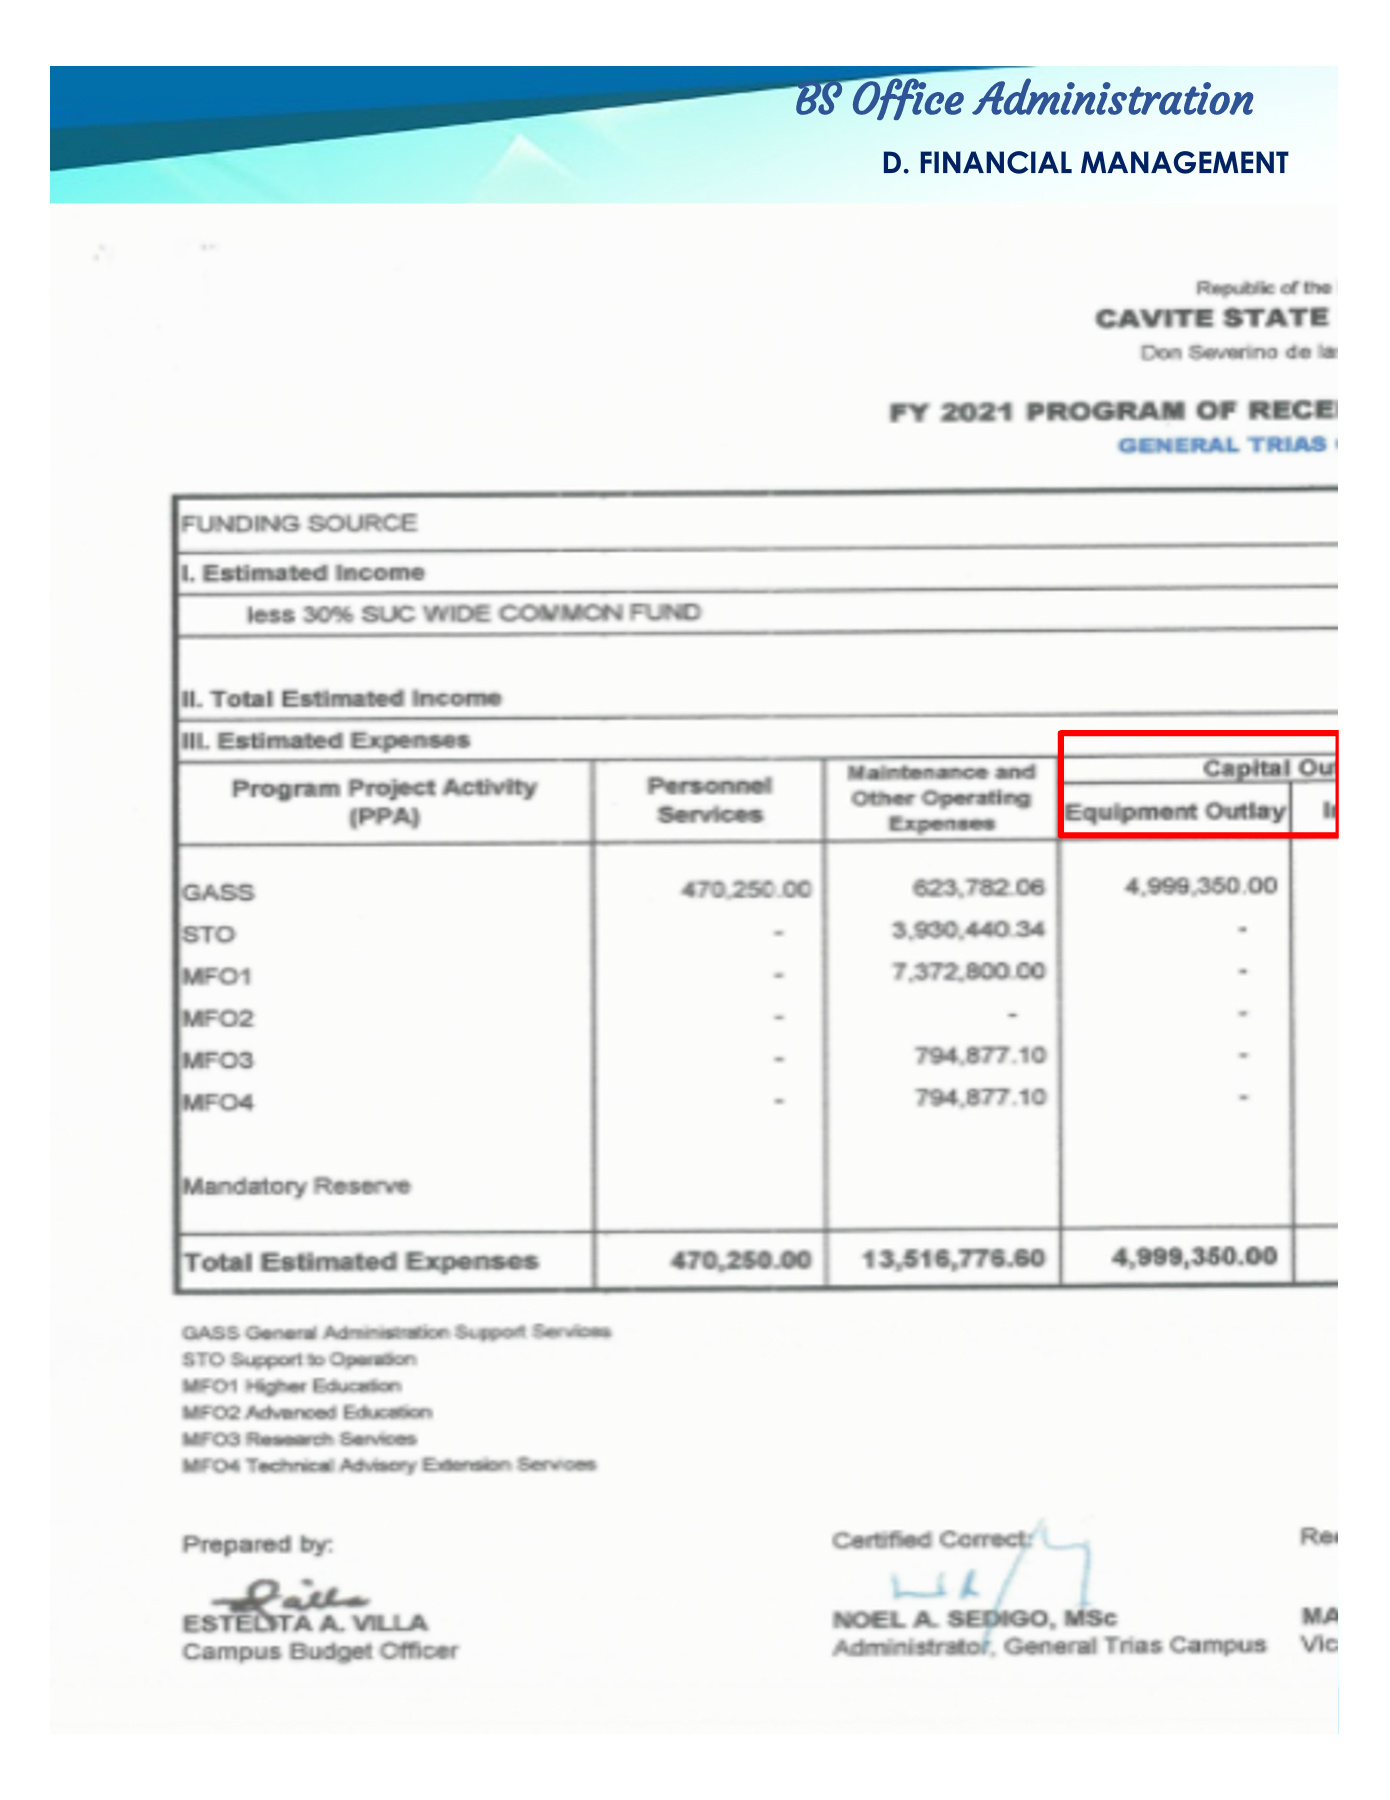 BS Office Administration
D. FINANCIAL MANAGEMENT
Republic of the
CAVITE STATE
Don Severino de las
FY 2021 PROGRAM OF RECEI
GENERAL TRIAS
FUNDING SOURCE
I. Estimated Income
less 30% SUC WIDE COMMON FUND
II. Total Estimated Income
III. Estimated Expenses
Program Project Activity (PPA) Personnel Services Maintenance and Other Operating Expenses Capital Ou
Equipment Outlay
GASS 470,250.00 623,782.06 4,999,350.00
STO - 3,930,440.34 -
MFO1 - 7,372,800.00 -
MFO2 - - -
MFO3 - 794,877.10 -
MFO4 - 794,877.10 -
Mandatory Reserve
Total Estimated Expenses 470,250.00 13,516,776.60 4,999,350.00
GASS General Administration Support Services
STO Support to Operation
MFO1 Higher Education
MFO2 Advanced Education
MFO3 Research Services
MFO4 Technical Advisory Extension Services
Prepared by: Certified Correct: Rec
ESTELITA A. VILLA NOEL A. SEDIGO, MSc MA
Campus Budget Officer Administrator, General Trias Campus Vic